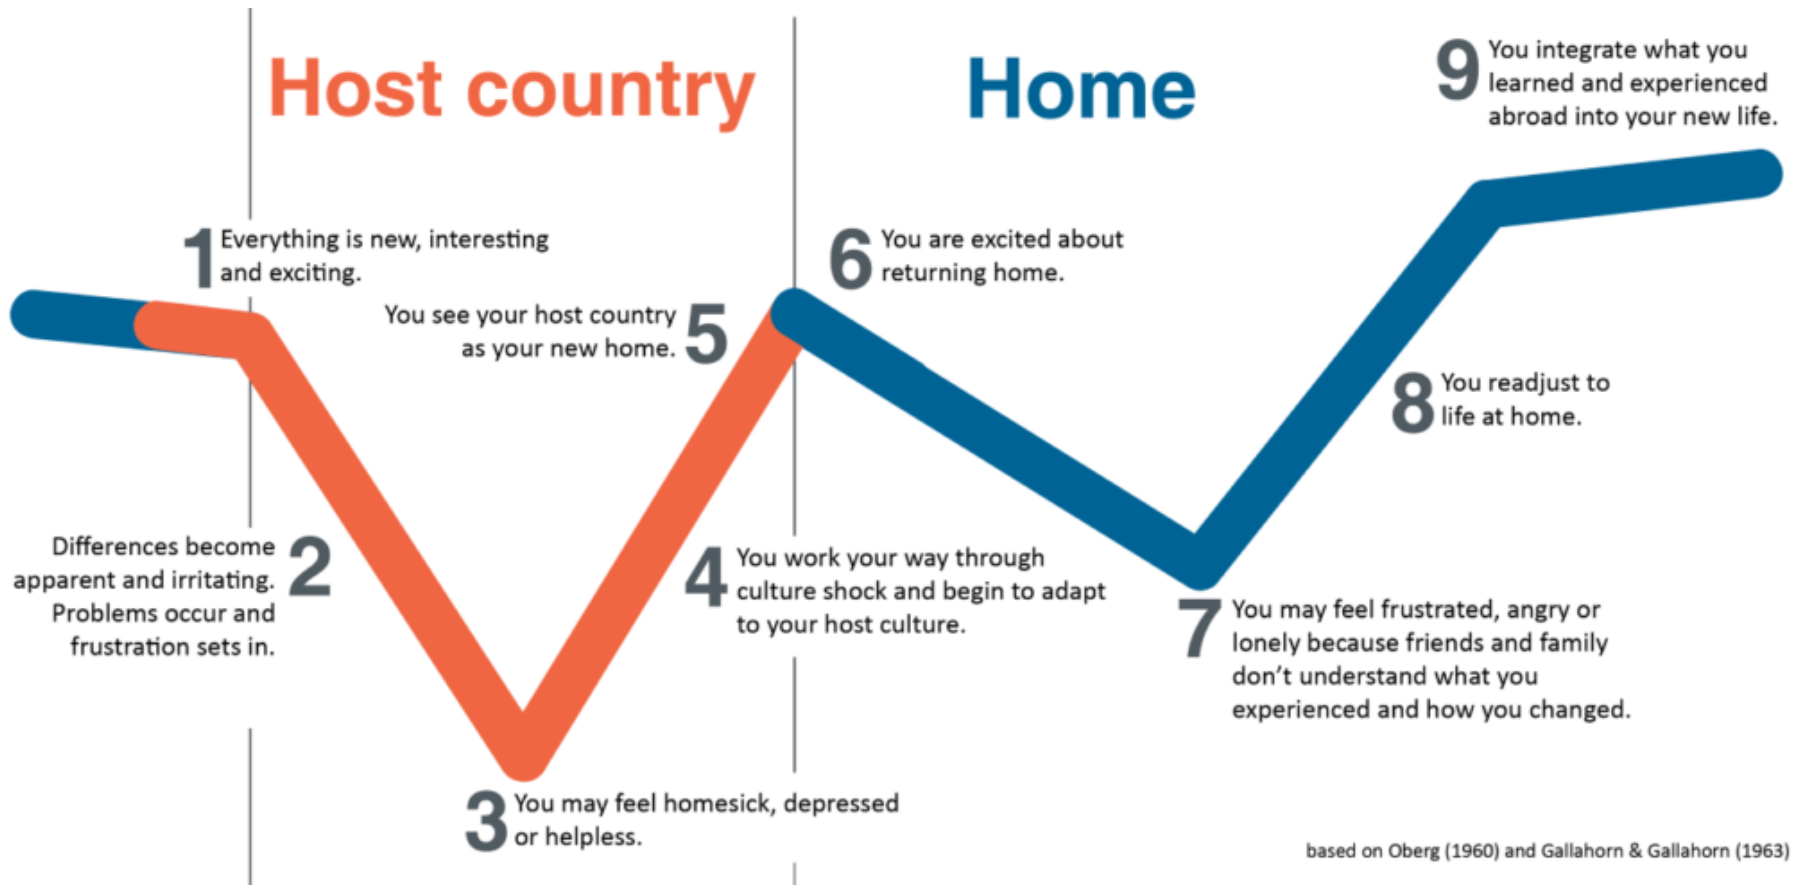 Host country
Home
1 Everything is new, interesting
and exciting.
2 Differences become
apparent and irritating.
Problems occur and
frustration sets in.
3 You may feel homesick, depressed
or helpless.
4 You work your way through
culture shock and begin to adapt
to your host culture.
5 You see your host country
as your new home.
6 You are excited about
returning home.
7 You may feel frustrated, angry or
lonely because friends and family
don’t understand what you
experienced and how you changed.
8 You readjust to
life at home.
9 You integrate what you
learned and experienced
abroad into your new life.
based on Oberg (1960) and Gallahorn & Gallahorn (1963)